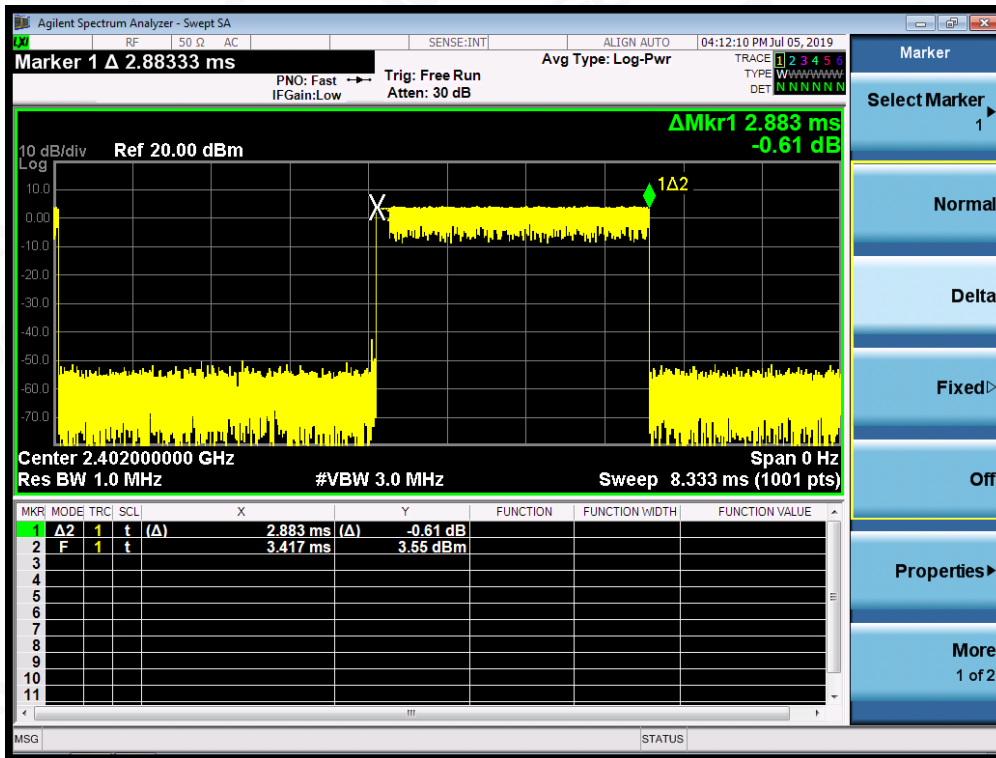 Agilent Spectrum Analyzer - Swept SA
LXI RF 50 Ω AC SENSE:INT ALIGN AUTO 04:12:10 PM Jul 05, 2019
Marker 1 Δ 2.88333 ms
PNO: Fast
IFGain:Low
Trig: Free Run
Atten: 30 dB
Avg Type: Log-Pwr
TRACE 1 2 3 4 5 6
TYPE WWWWWW
DET N N N N N N
ΔMkr1 2.883 ms
-0.61 dB
10 dB/div Ref 20.00 dBm
Log
10.0
0.00
-10.0
-20.0
-30.0
-40.0
-50.0
-60.0
-70.0
X
1Δ2
Center 2.402000000 GHz Span 0 Hz
Res BW 1.0 MHz #VBW 3.0 MHz Sweep 8.333 ms (1001 pts)
MKR MODE TRC SCL X Y FUNCTION FUNCTION WIDTH FUNCTION VALUE
1 Δ2 1 t (Δ) 2.883 ms (Δ) -0.61 dB
2 F 1 t 3.417 ms 3.55 dBm
3
4
5
6
7
8
9
10
11
MSG STATUS
Marker
Select Marker
1
Normal
Delta
Fixed
Off
Properties
More
1 of 2